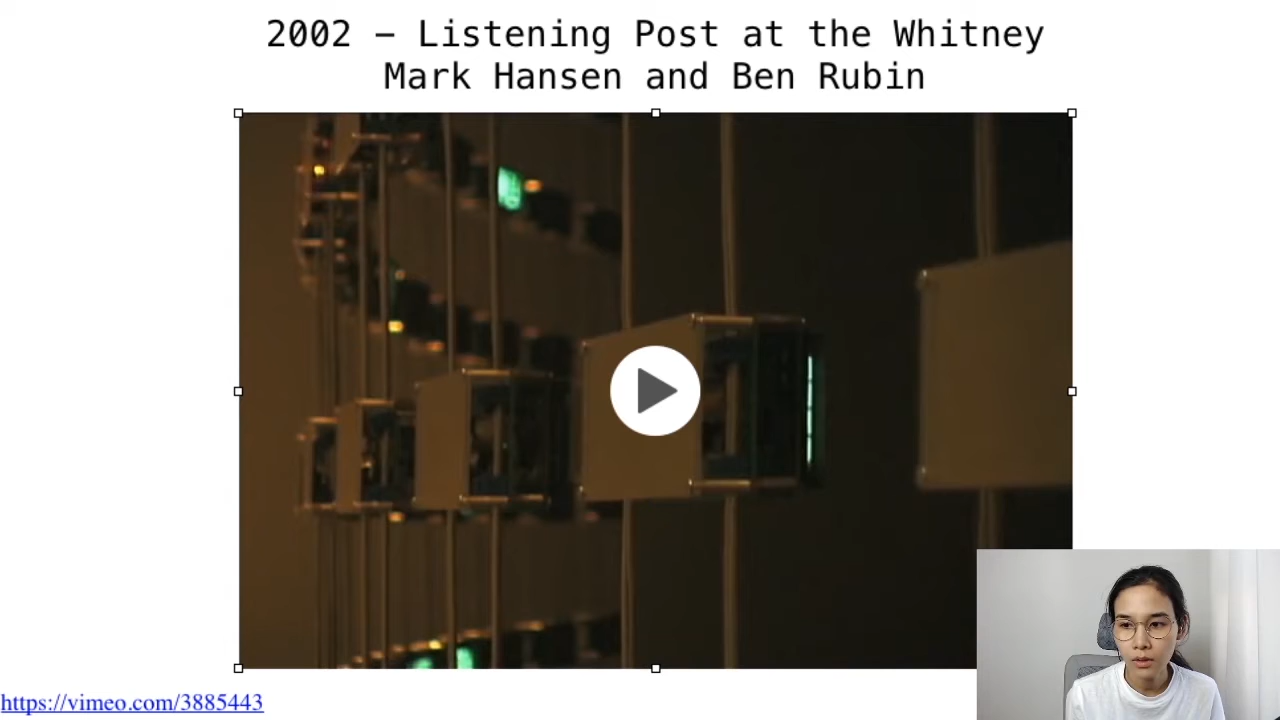 2002 – Listening Post at the Whitney
Mark Hansen and Ben Rubin
https://vimeo.com/3885443